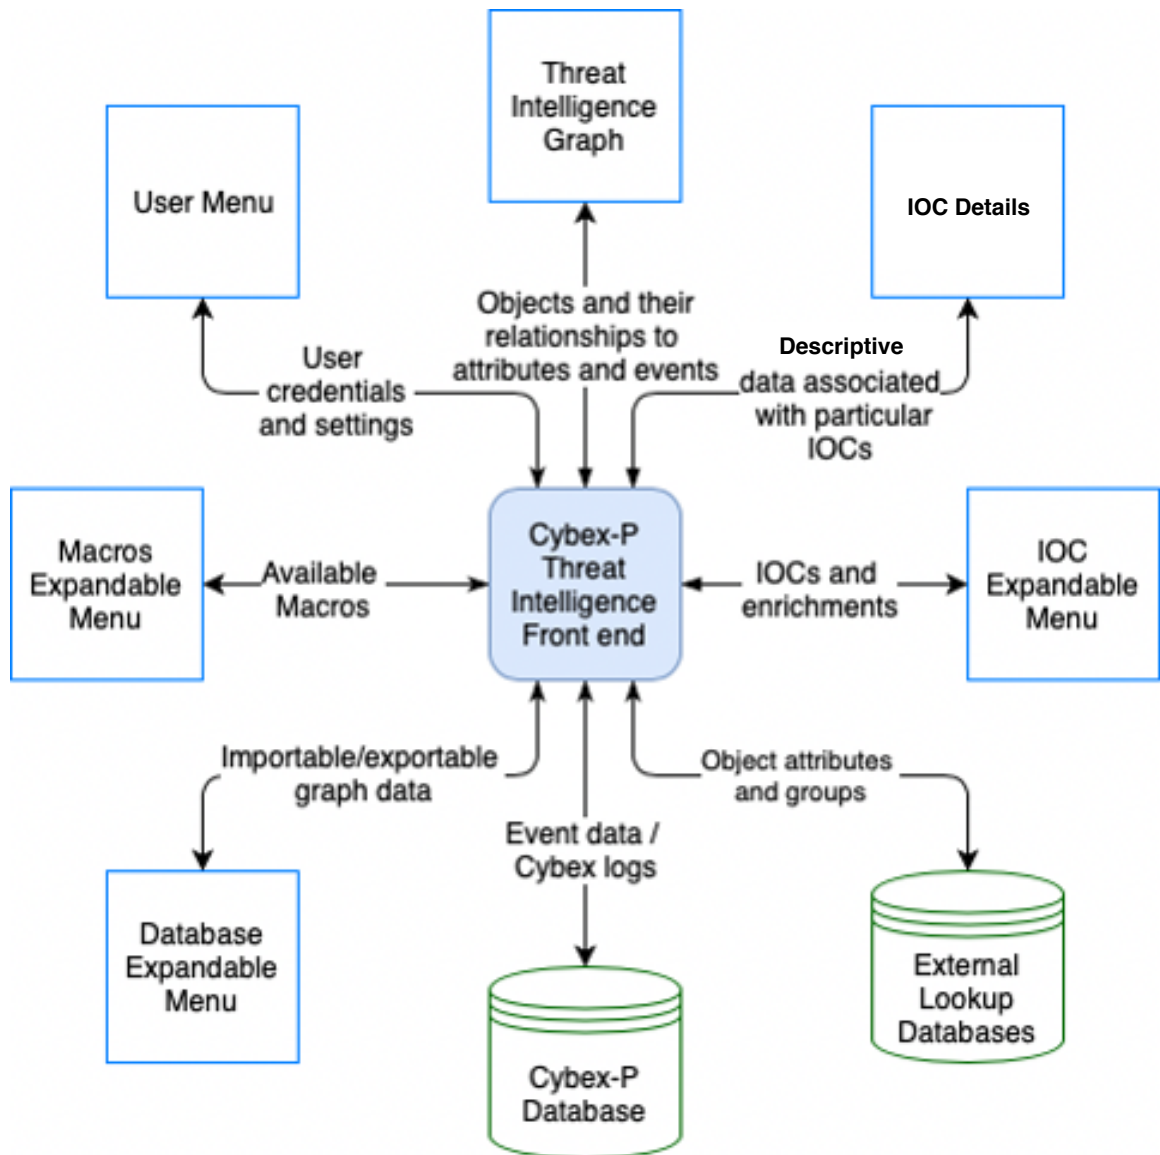 Threat
Intelligence
Graph
User Menu
IOC Details
Objects and their
relationships to
attributes and events
User
credentials
and settings
Descriptive
data associated
with particular
IOCs
Macros
Expandable
Menu
Available
Macros
Cybex-P
Threat
Intelligence
Front end
IOCs and
enrichments
IOC
Expandable
Menu
Importable/exportable
graph data
Object attributes
and groups
Event data /
Cybex logs
Database
Expandable
Menu
External
Lookup
Databases
Cybex-P
Database